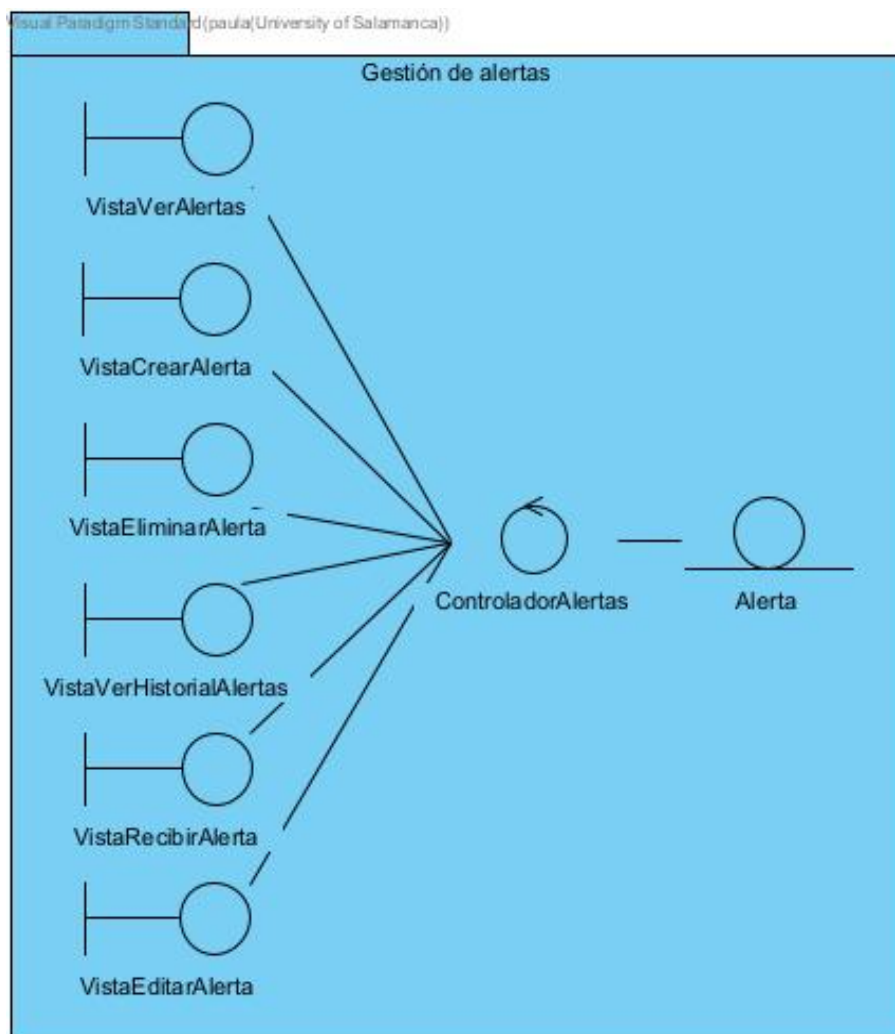 Visual Paradigm Standard(paula(University of Salamanca))
Gestión de alertas
VistaVerAlertas
VistaCrearAlerta
VistaEliminarAlerta
VistaVerHistorialAlertas
ControladorAlertas
Alerta
VistaRecibirAlerta
VistaEditarAlerta